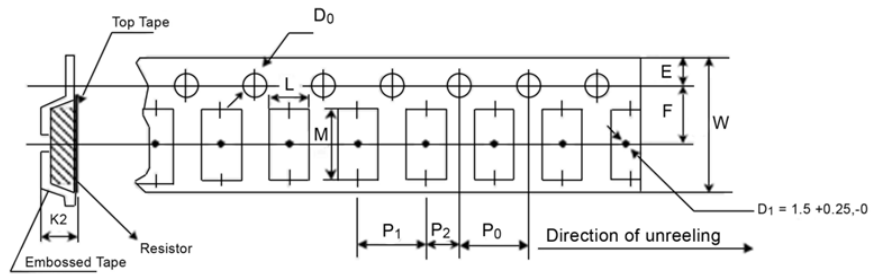 Top Tape
D0
L
E
F
W
M
K2
P1
P2
P0
D1 = 1.5 +0.25,-0
Direction of unreeling
Resistor
Embossed Tape